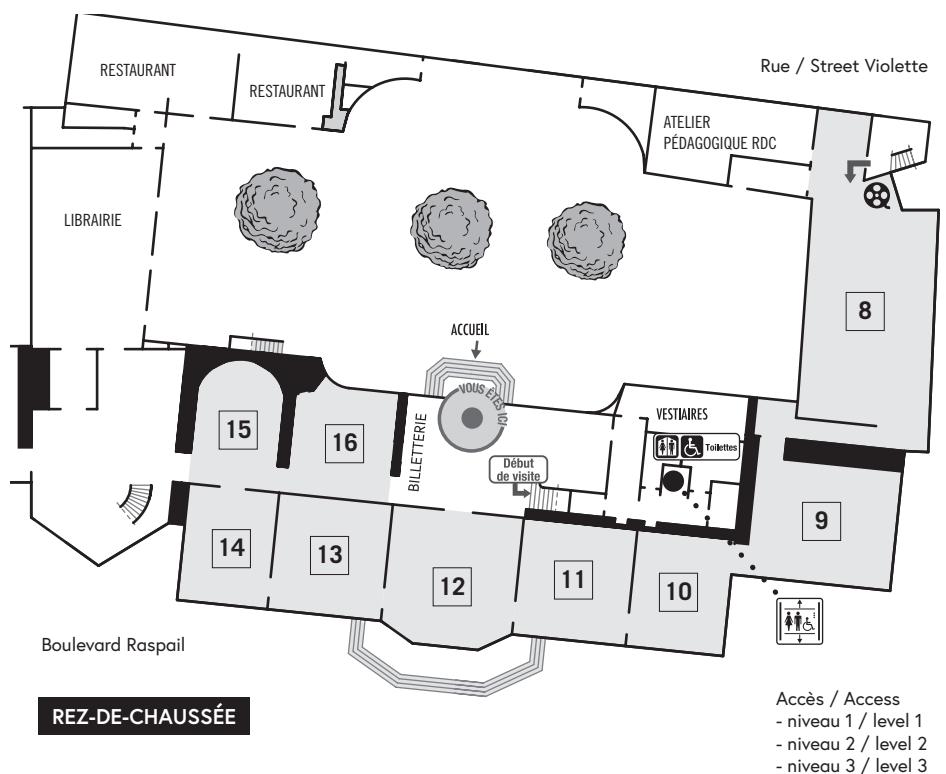 Rue / Street Violette
RESTAURANT
RESTAURANT
ATELIER
PÉDAGOGIQUE RDC
LIBRAIRIE
8
ACCUEIL
VOUS ÊTES ICI
VESTIAIRES
15
16
BILLETTERIE
Toilettes
Début
de visite
9
14
13
12
11
10
Boulevard Raspail
REZ-DE-CHAUSSÉE
Accès / Access
- niveau 1 / level 1
- niveau 2 / level 2
- niveau 3 / level 3